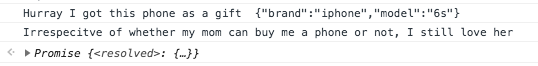 Hurray I got this phone as a gift  {"brand":"iphone","model":"6s"}
Irrespecitve of whether my mom can buy me a phone or not, I still love her
Promise {<resolved>: {…}}